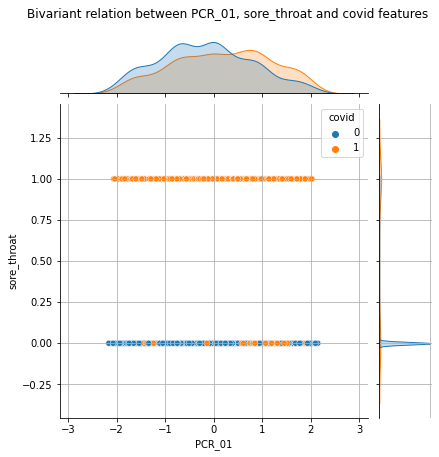 Bivariant relation between PCR_01, sore_throat and covid features
covid
0
1
1.25
1.00
0.75
0.50
0.25
0.00
−0.25
sore_throat
−3 −2 −1 0 1 2 3
PCR_01